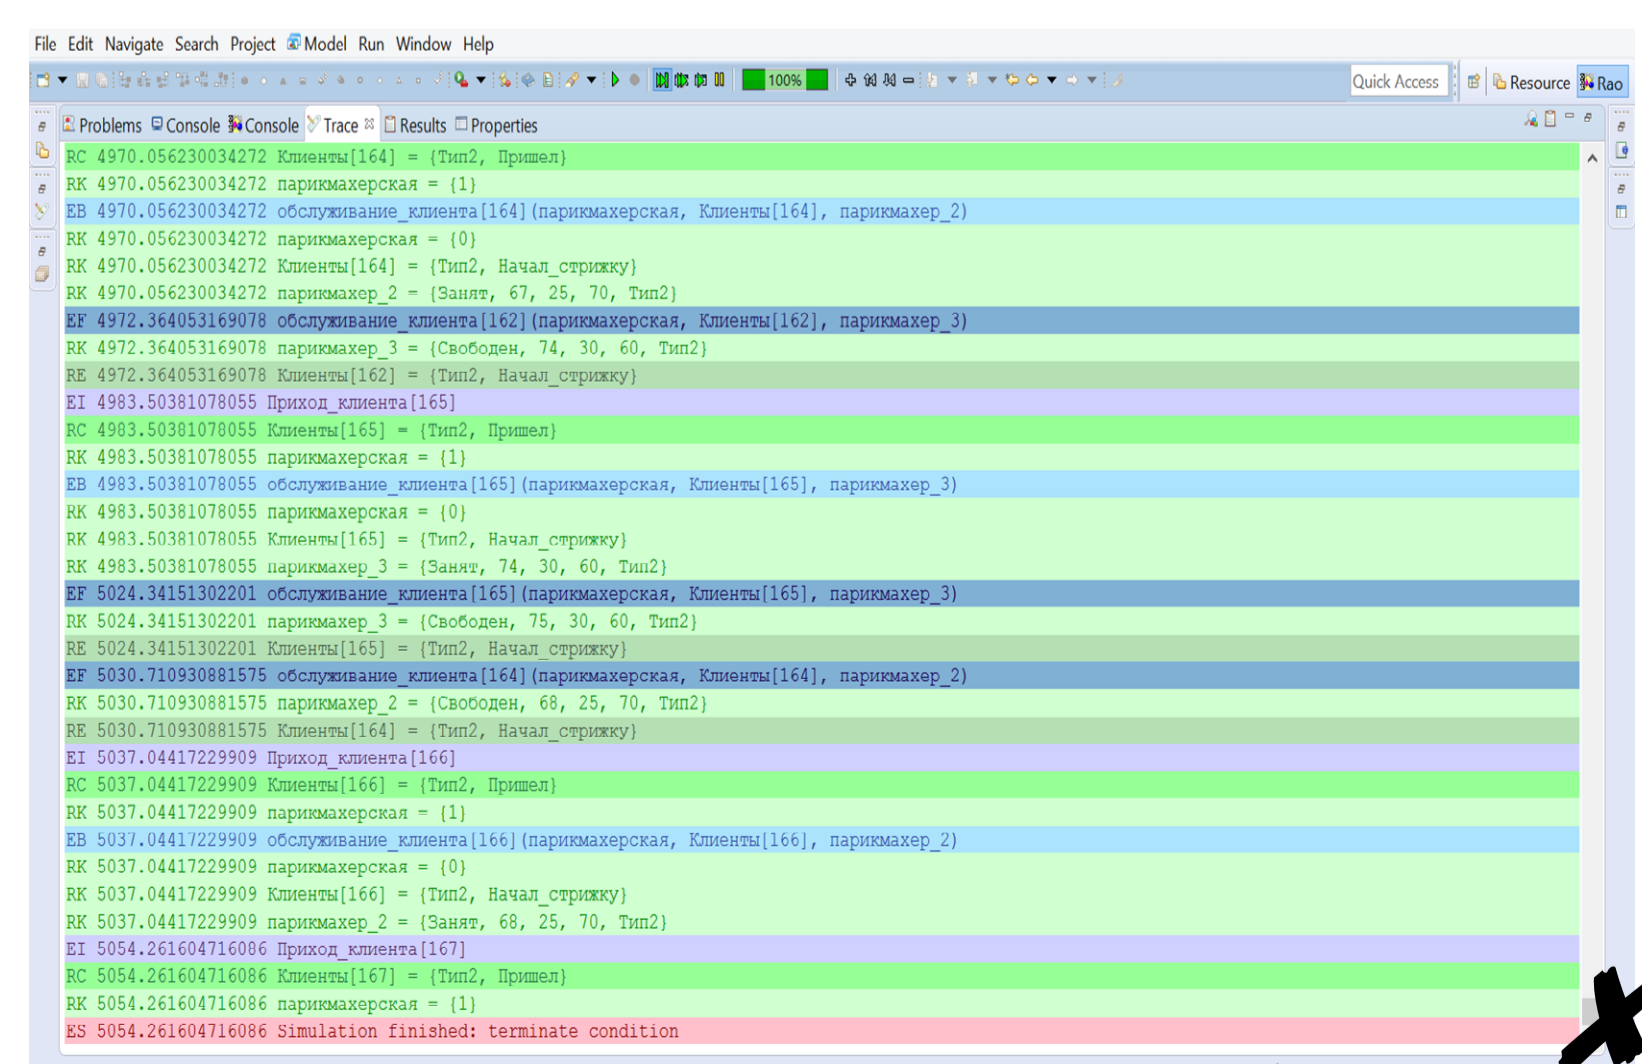 File Edit Navigate Search Project Model Run Window Help
100% Quick Access Resource Rao
Problems Console Console Trace Results Properties
RC 4970.056230034272 Клиенты[164] = {Тип2, Пришел}
RK 4970.056230034272 парикмахерская = {1}
EB 4970.056230034272 обслуживание_клиента[164](парикмахерская, Клиенты[164], парикмахер_2)
RK 4970.056230034272 парикмахерская = {0}
RK 4970.056230034272 Клиенты[164] = {Тип2, Начал_стрижку}
RK 4970.056230034272 парикмахер_2 = {Занят, 67, 25, 70, Тип2}
EF 4972.364053169078 обслуживание_клиента[162](парикмахерская, Клиенты[162], парикмахер_3)
RK 4972.364053169078 парикмахер_3 = {Свободен, 74, 30, 60, Тип2}
RE 4972.364053169078 Клиенты[162] = {Тип2, Начал_стрижку}
EI 4983.50381078055 Приход_клиента[165]
RC 4983.50381078055 Клиенты[165] = {Тип2, Пришел}
RK 4983.50381078055 парикмахерская = {1}
EB 4983.50381078055 обслуживание_клиента[165](парикмахерская, Клиенты[165], парикмахер_3)
RK 4983.50381078055 парикмахерская = {0}
RK 4983.50381078055 Клиенты[165] = {Тип2, Начал_стрижку}
RK 4983.50381078055 парикмахер_3 = {Занят, 74, 30, 60, Тип2}
EF 5024.34151302201 обслуживание_клиента[165](парикмахерская, Клиенты[165], парикмахер_3)
RK 5024.34151302201 парикмахер_3 = {Свободен, 75, 30, 60, Тип2}
RE 5024.34151302201 Клиенты[165] = {Тип2, Начал_стрижку}
EF 5030.710930881575 обслуживание_клиента[164](парикмахерская, Клиенты[164], парикмахер_2)
RK 5030.710930881575 парикмахер_2 = {Свободен, 68, 25, 70, Тип2}
RE 5030.710930881575 Клиенты[164] = {Тип2, Начал_стрижку}
EI 5037.04417229909 Приход_клиента[166]
RC 5037.04417229909 Клиенты[166] = {Тип2, Пришел}
RK 5037.04417229909 парикмахерская = {1}
EB 5037.04417229909 обслуживание_клиента[166](парикмахерская, Клиенты[166], парикмахер_2)
RK 5037.04417229909 парикмахерская = {0}
RK 5037.04417229909 Клиенты[166] = {Тип2, Начал_стрижку}
RK 5037.04417229909 парикмахер_2 = {Занят, 68, 25, 70, Тип2}
EI 5054.261604716086 Приход_клиента[167]
RC 5054.261604716086 Клиенты[167] = {Тип2, Пришел}
RK 5054.261604716086 парикмахерская = {1}
ES 5054.261604716086 Simulation finished: terminate condition